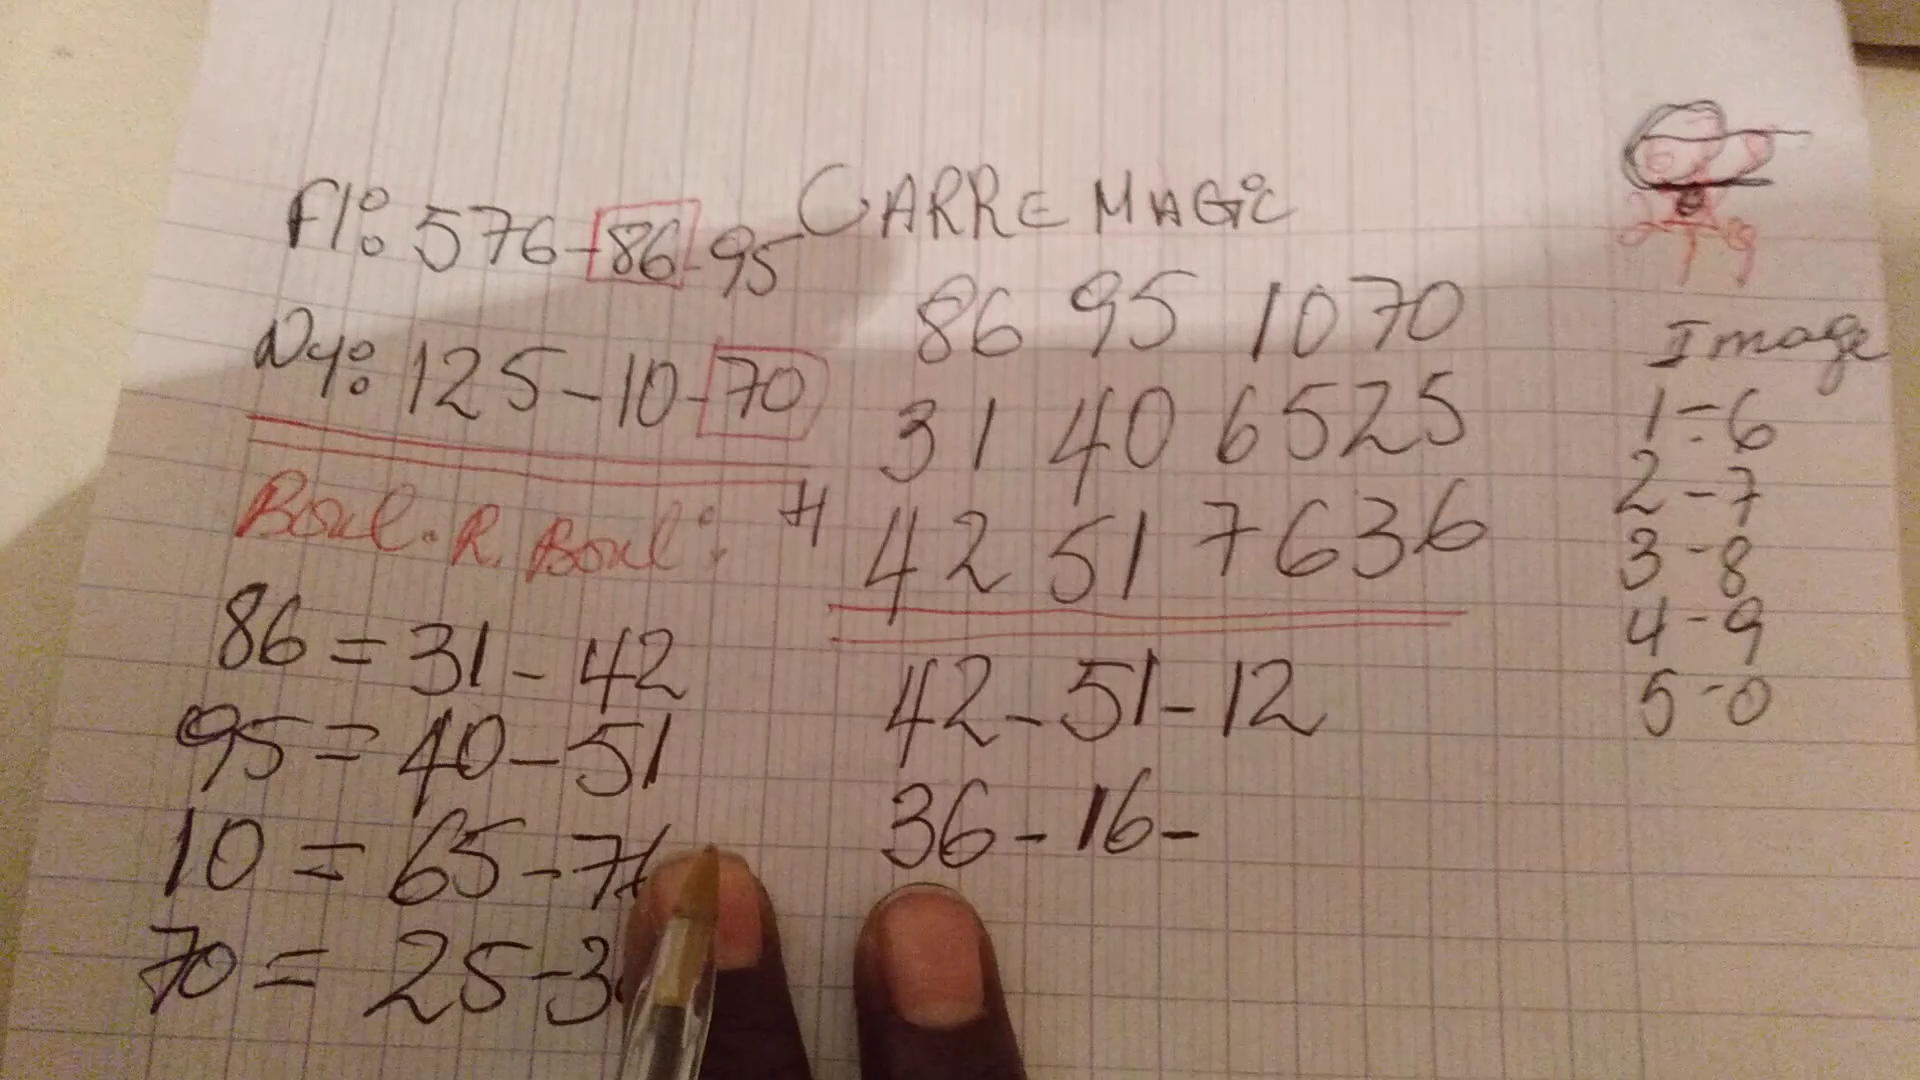 CARRE MAGIC
Fl: 576-86-95
Ny: 125-10-70
Boul. R. Boul:
86 = 31-42
95 = 40-51
10 = 65-76
70 = 25-3
86 95 10 70
31 40 65 25
42 51 76 36
42-51-12
36-16-
Image
1-6
2-7
3-8
4-9
5-0